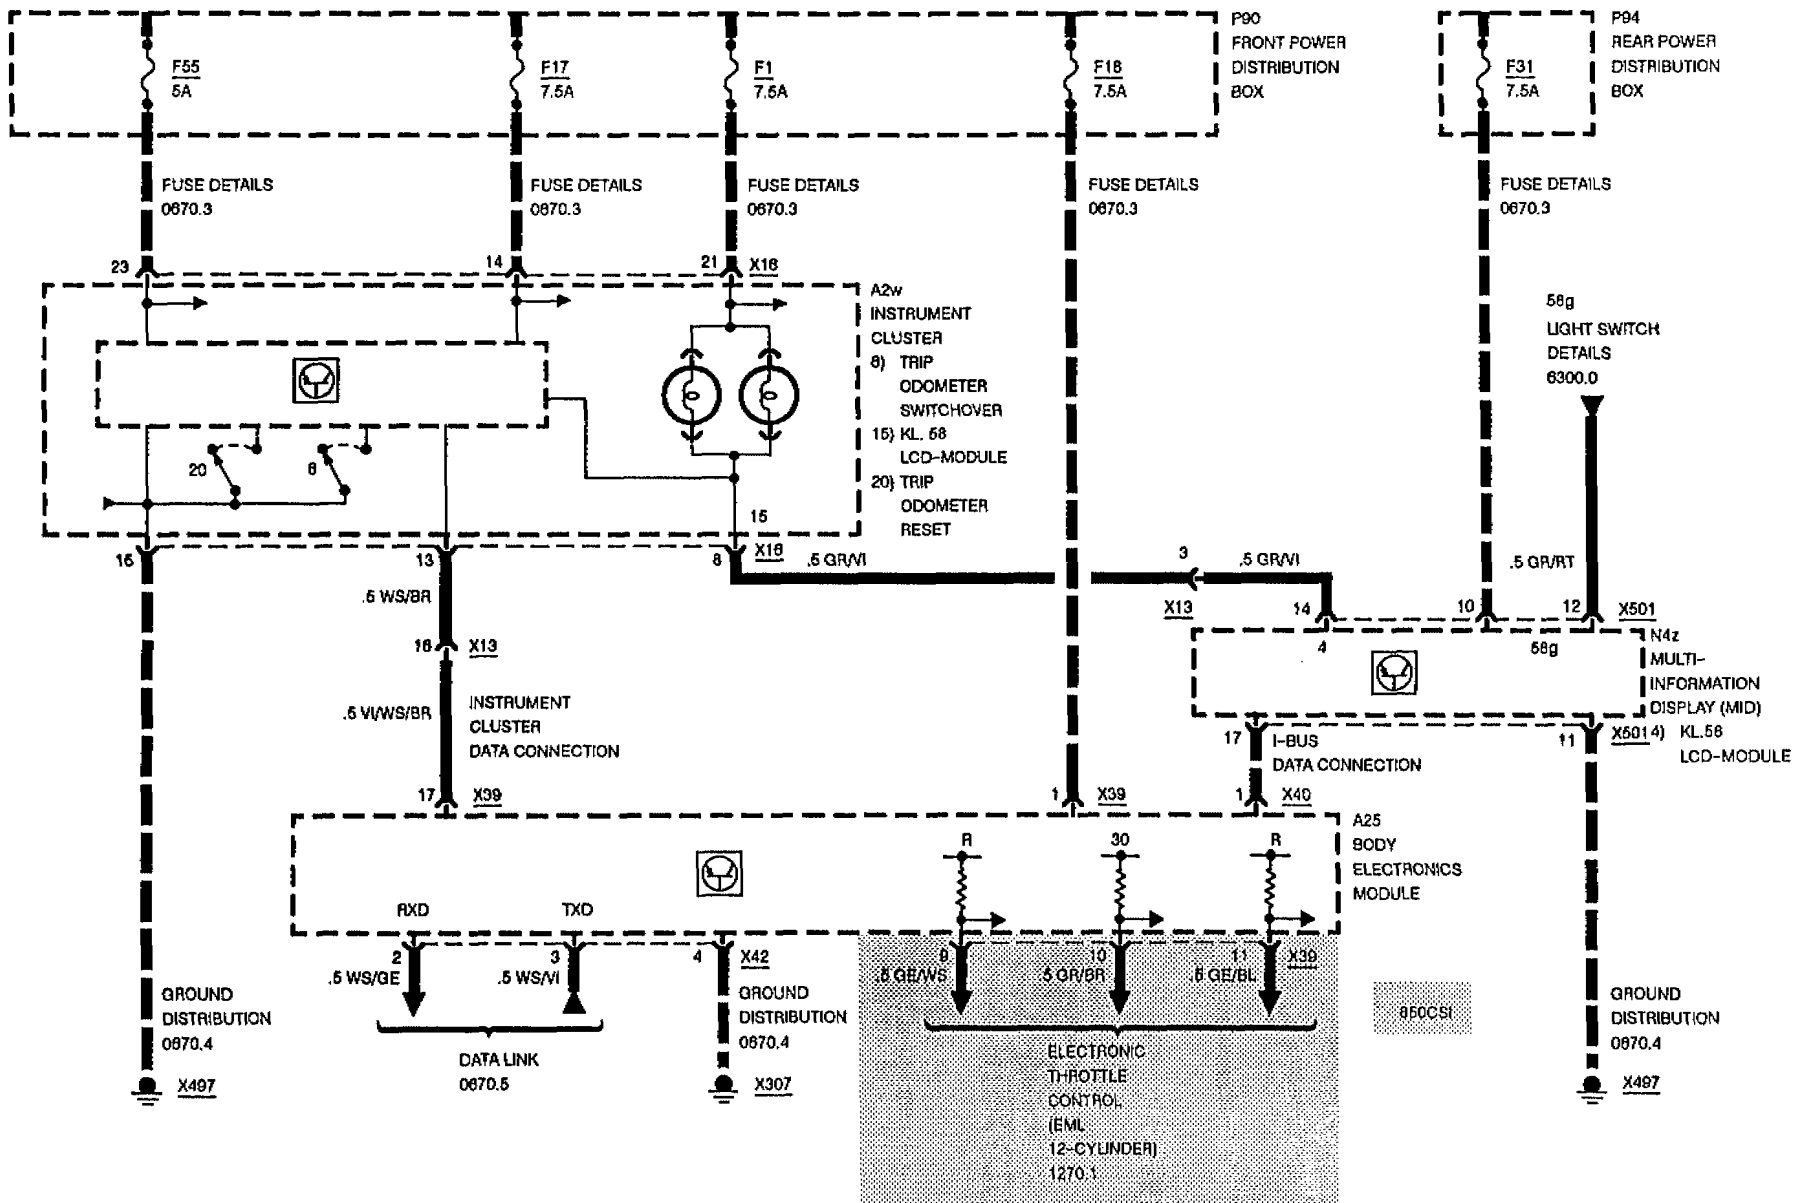 P90
FRONT POWER
DISTRIBUTION
BOX
P94
REAR POWER
DISTRIBUTION
BOX
F55
5A
F17
7.5A
F1
7.5A
F18
7.5A
F31
7.5A
FUSE DETAILS
0670.3
FUSE DETAILS
0670.3
FUSE DETAILS
0670.3
FUSE DETAILS
0670.3
FUSE DETAILS
0670.3
23
14
21
X16
A2w
INSTRUMENT
CLUSTER
8) TRIP
ODOMETER
SWITCHOVER
15) KL. 58
LCD-MODULE
20) TRIP
ODOMETER
RESET
58g
LIGHT SWITCH
DETAILS
6300.0
20
8
15
16
13
8
X16
.5 GR/VI
3
.5 GR/VI
.5 GR/RT
.5 WS/BR
X13
14
10
12
X501
18
X13
4
58g
N4z
MULTI-
INFORMATION
DISPLAY (MID)
4) KL.58
LCD-MODULE
.5 VI/WS/BR
INSTRUMENT
CLUSTER
DATA CONNECTION
17
I-BUS
DATA CONNECTION
11
X501
17
X39
1
X39
1
X40
A25
BODY
ELECTRONICS
MODULE
R
30
R
RXD
TXD
2
3
4
X42
9
10
11
X39
.5 WS/GE
.5 WS/VI
.5 GE/WS
.5 GR/BR
.5 GE/BL
GROUND
DISTRIBUTION
0670.4
GROUND
DISTRIBUTION
0670.4
850CSI
GROUND
DISTRIBUTION
0670.4
DATA LINK
0670.5
ELECTRONIC
THROTTLE
CONTROL
(EML
12-CYLINDER)
1270.1
X497
X307
X497